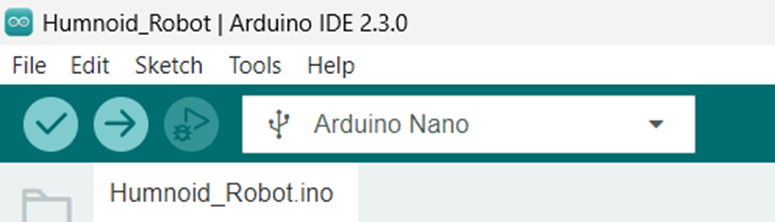 Humnoid_Robot | Arduino IDE 2.3.0
File Edit Sketch Tools Help
Arduino Nano
Humnoid_Robot.ino